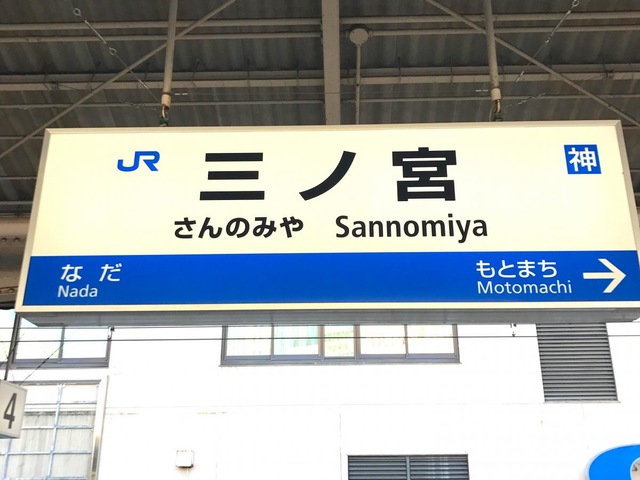 JR 三ノ宮 神
さんのみや Sannomiya
なだ もとまち
Nada Motomachi
4